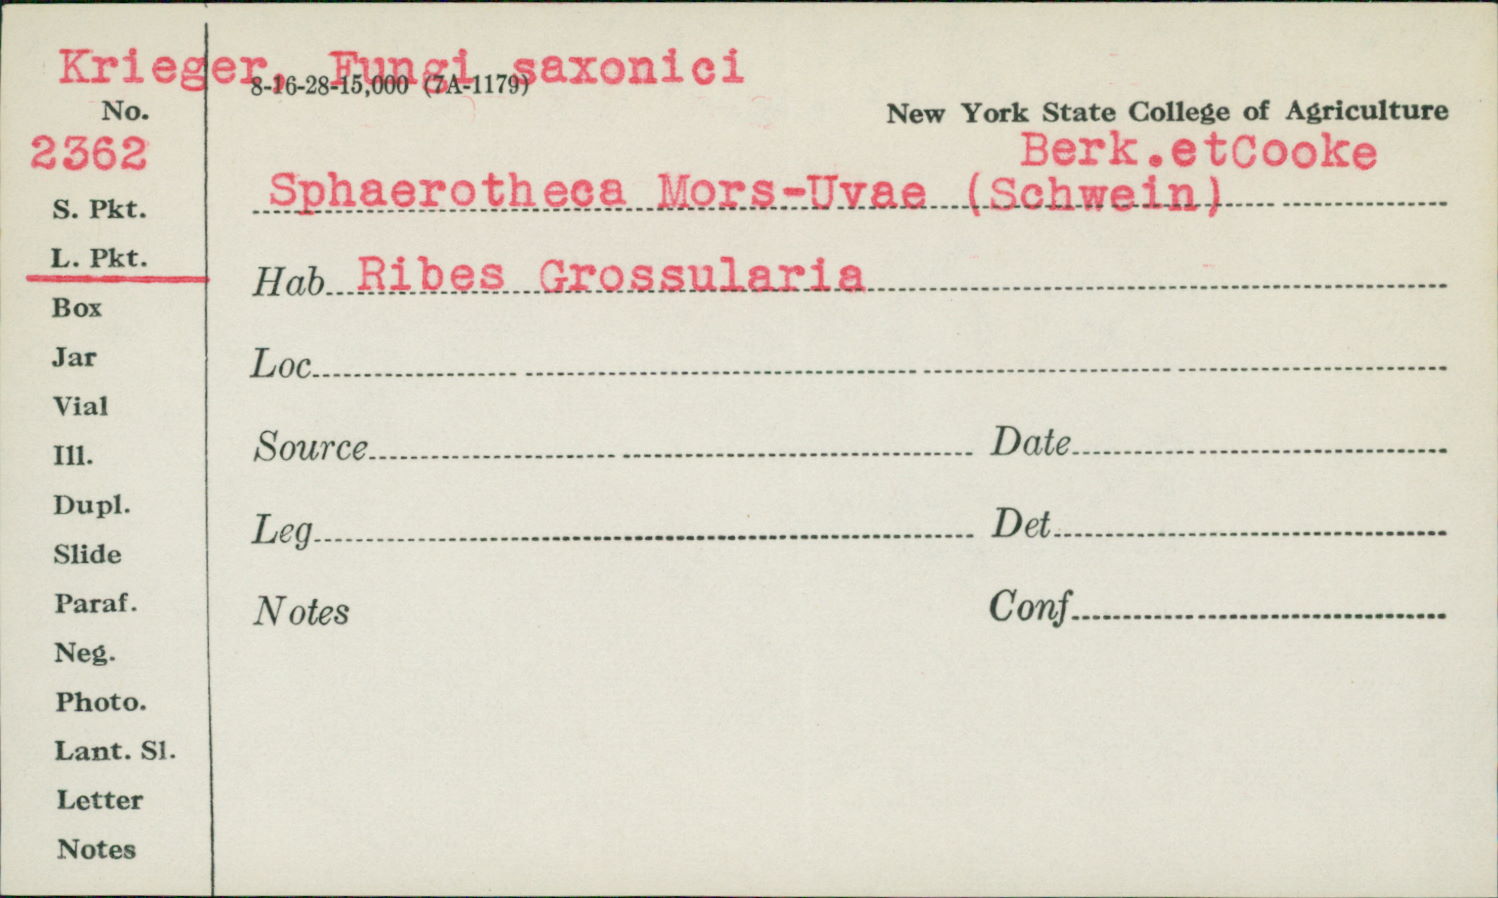 Krieger, Fungi saxonici
8-16-28-15,000 (7A-1179)
No.
New York State College of Agriculture
2362
Berk.etCooke
Sphaerotheca Mors-Uvae (Schwein)
S. Pkt.
L. Pkt.
Hab Ribes Grossularia
Box
Jar
Loc
Vial
Ill.
Source Date
Dupl.
Leg Det
Slide
Paraf.
Notes Conf
Neg.
Photo.
Lant. Sl.
Letter
Notes